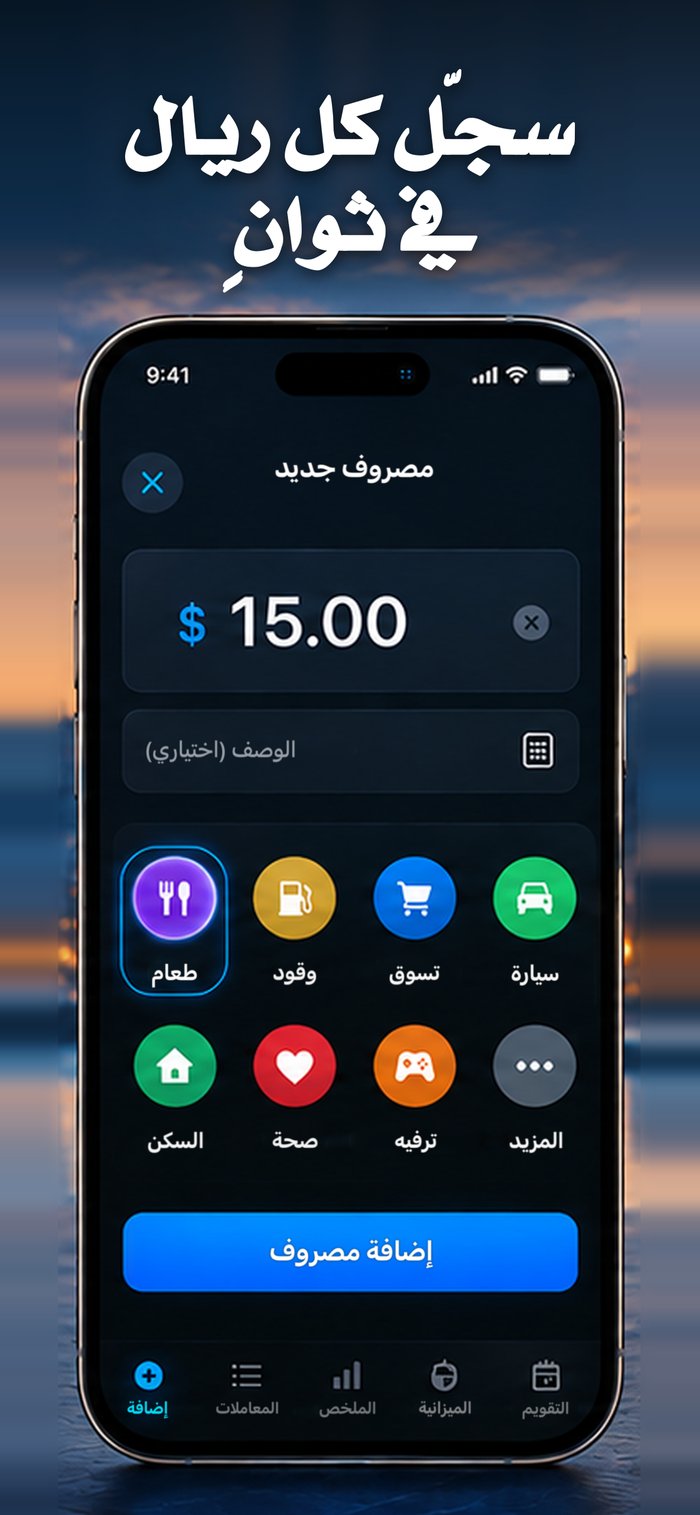 سجّل كل ريال
في ثوانٍ
9:41
مصروف جديد
$ 15.00
الوصف (اختياري)
طعام وقود تسوق سيارة
السكن صحة ترفيه المزيد
إضافة مصروف
إضافة المعاملات الملخص الميزانية التقويم